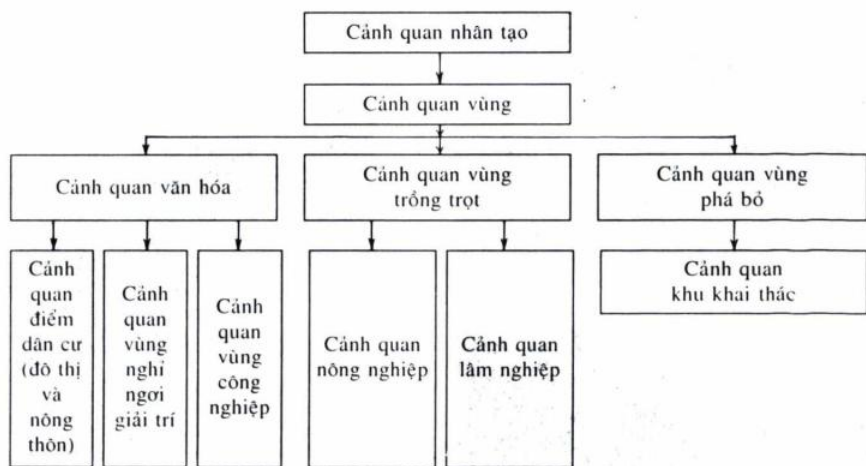 Cảnh quan nhân tạo
Cảnh quan vùng
Cảnh quan văn hóa
Cảnh quan vùng
trồng trọt
Cảnh quan vùng
phá bỏ
Cảnh
quan
điểm
dân cư
(đô thị
và
nông
thôn)
Cảnh
quan
vùng
nghỉ
ngơi
giải trí
Cảnh
quan
vùng
công
nghiệp
Cảnh quan
nông nghiệp
Cảnh quan
lâm nghiệp
Cảnh quan
khu khai thác